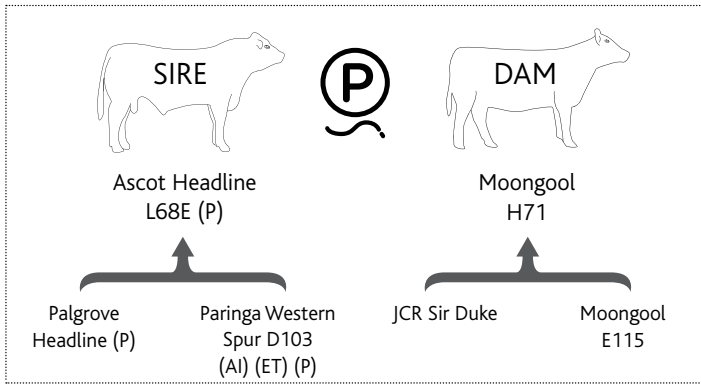 SIRE
P
DAM
Ascot Headline
L68E (P)
Moongool
H71
Palgrove
Headline (P)
Paringa Western
Spur D103
(AI) (ET) (P)
JCR Sir Duke
Moongool
E115